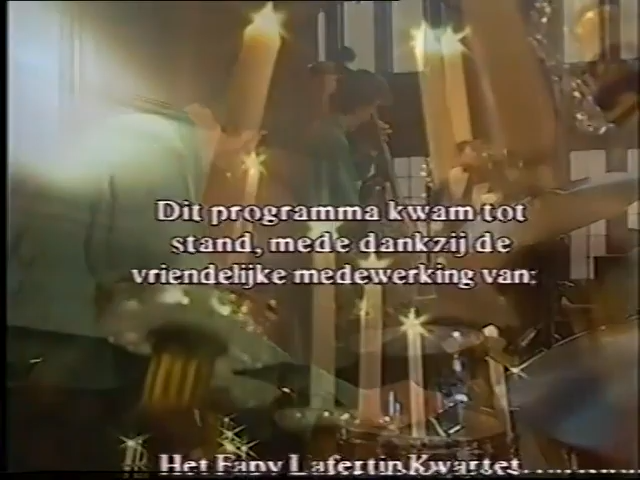 Dit programma kwam tot
stand, mede dankzij de
vriendelijke medewerking van:
Het Fapy Lafertin Kwartet